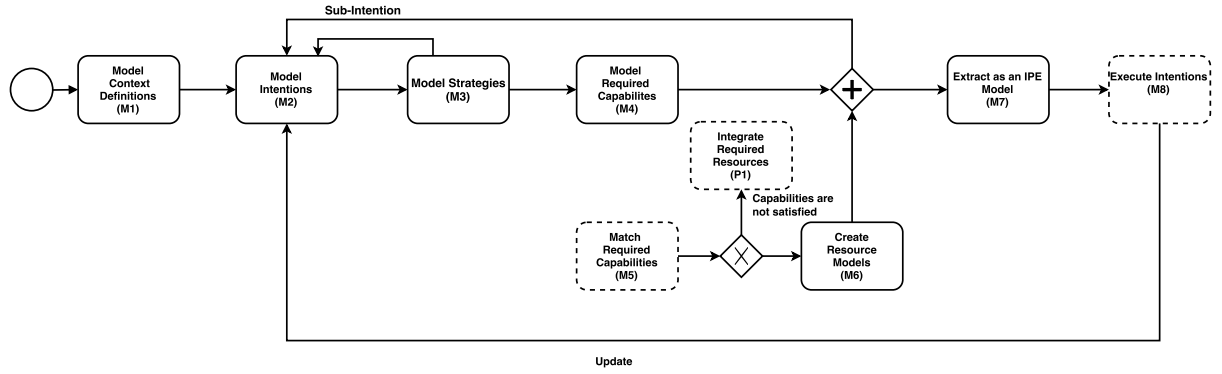 Sub-Intention
Model
Context
Definitions
(M1)
Model
Intentions
(M2)
Model Strategies
(M3)
Model
Required
Capabilites
(M4)
Extract as an IPE
Model
(M7)
Execute Intentions
(M8)
Integrate
Required
Resources
(P1)
Capabilities are
not satisfied
Match
Required
Capabilities
(M5)
Create
Resource
Models
(M6)
Update